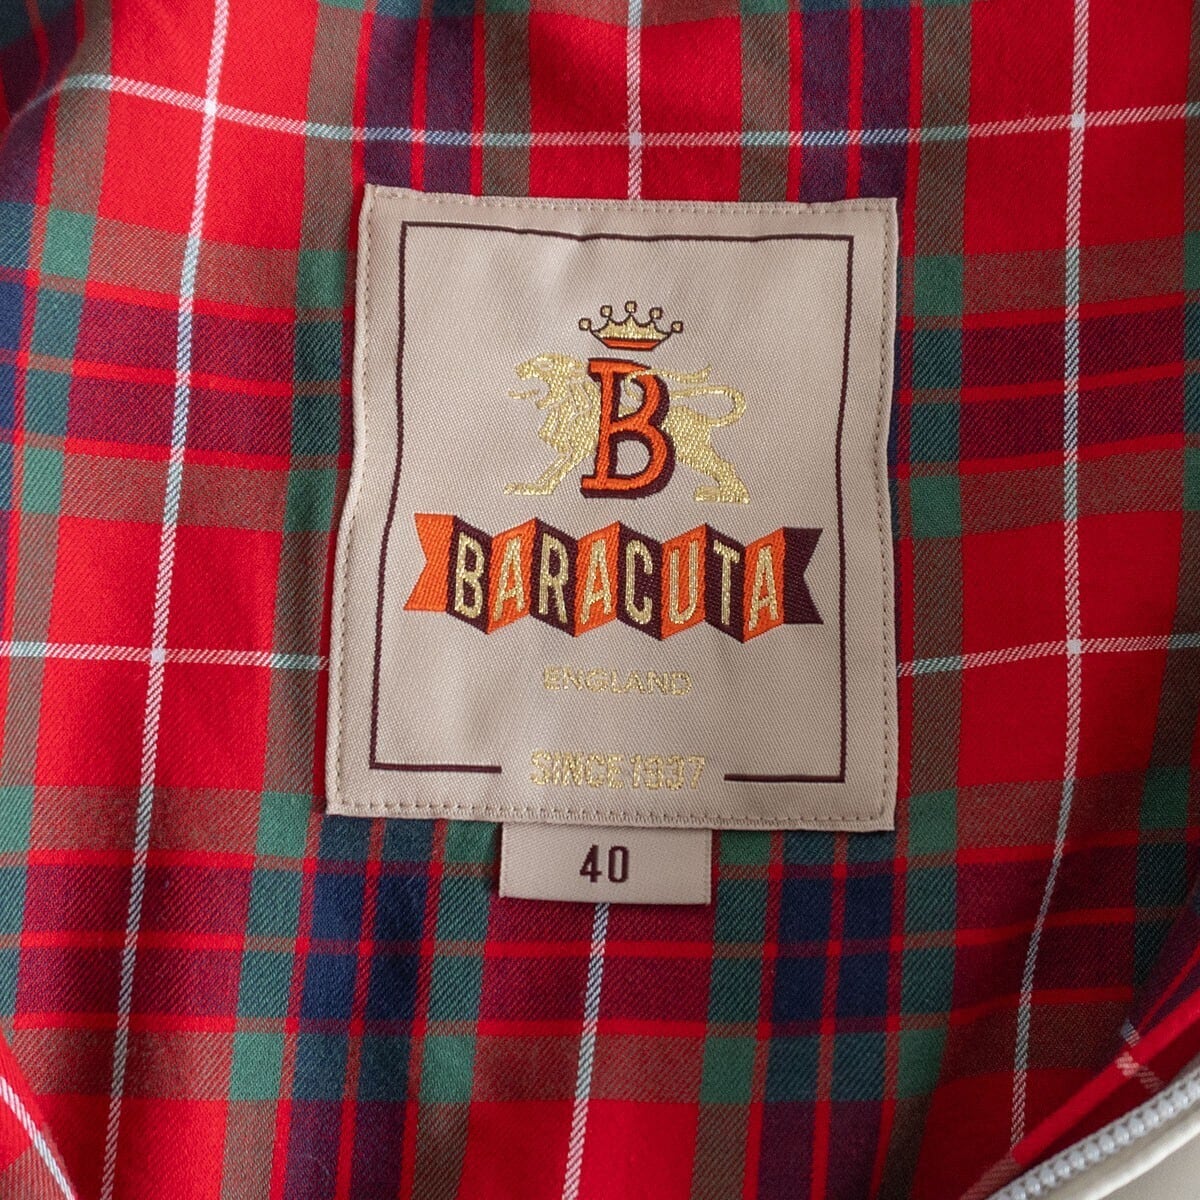 B
BARACUTA
ENGLAND
SINCE 1937
40